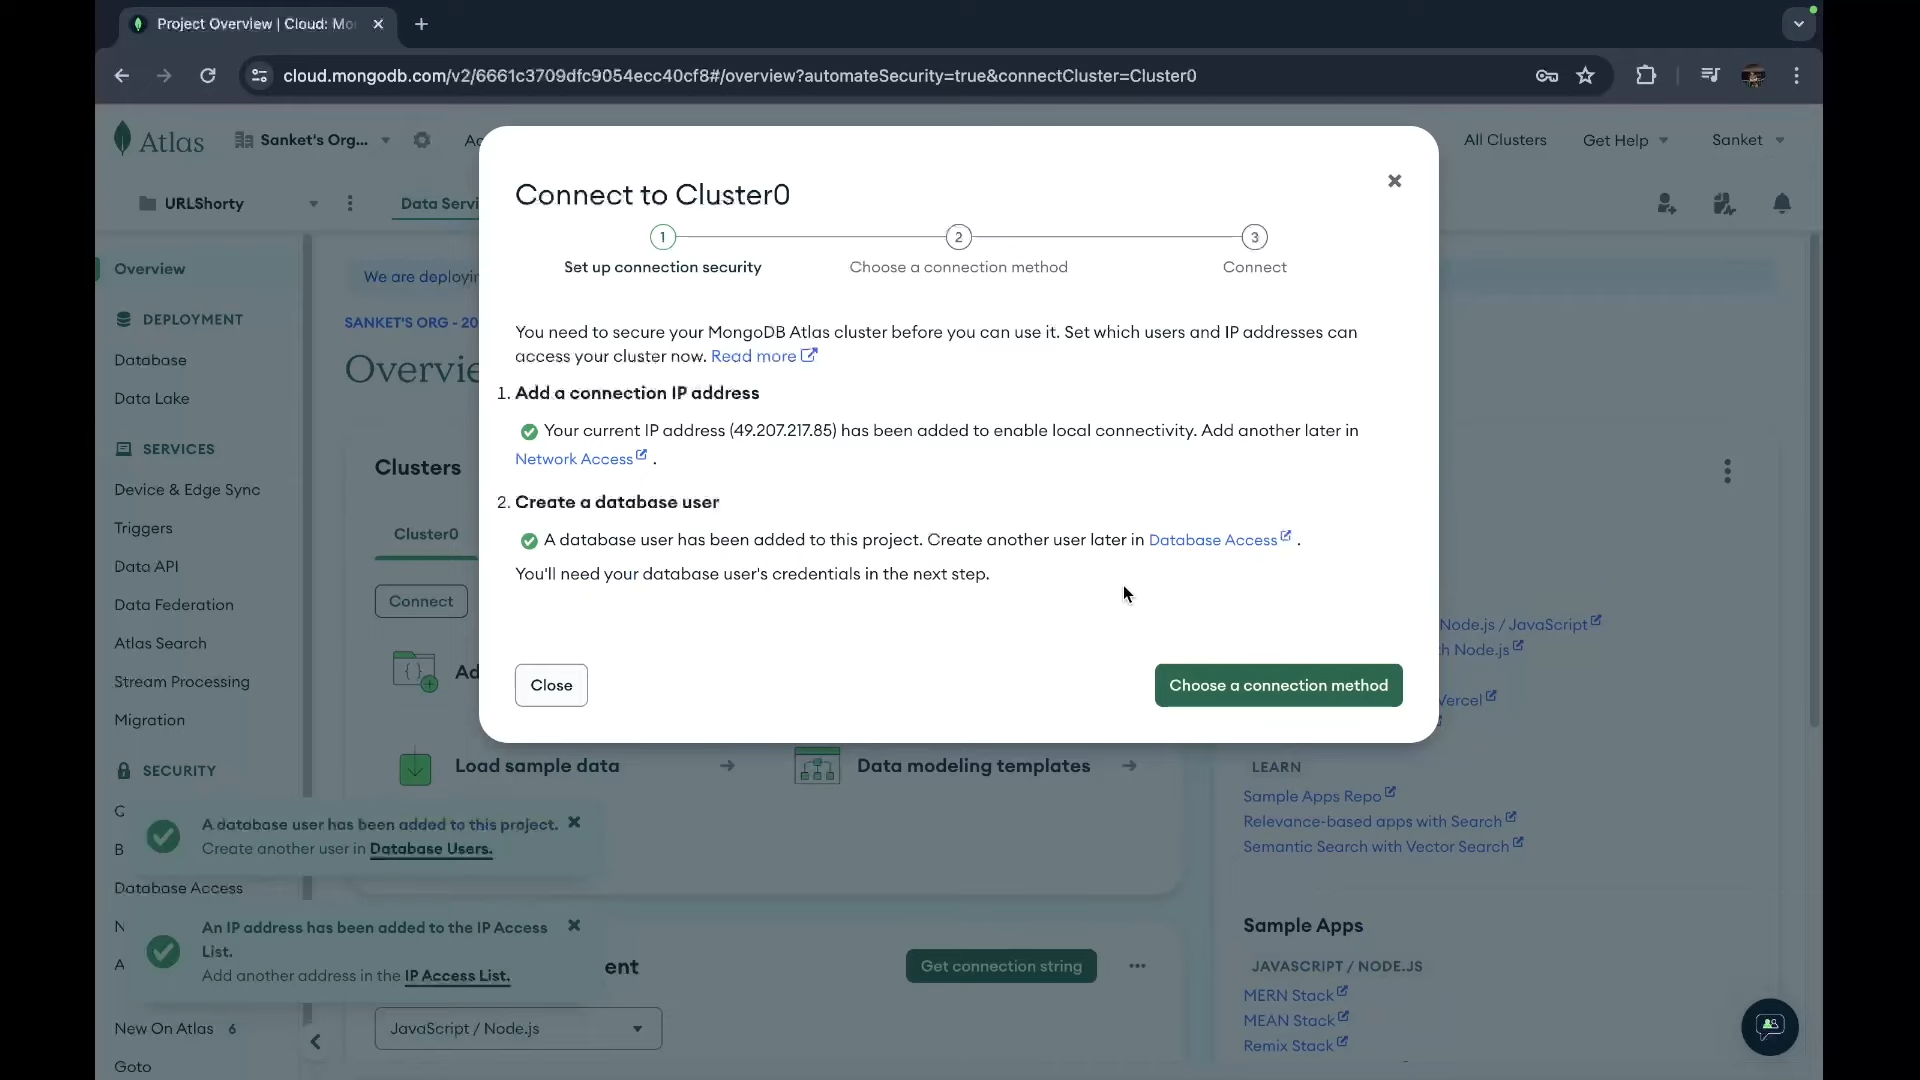 Project Overview | Cloud: Mo
cloud.mongodb.com/v2/6661c3709dfc9054ecc40cf8#/overview?automateSecurity=true&connectCluster=Cluster0
Atlas
Sanket's Org...
Ac
All Clusters
Get Help
Sanket
URLShorty
Data Servi
Overview
DEPLOYMENT
Database
Data Lake
SERVICES
Device & Edge Sync
Triggers
Data API
Data Federation
Atlas Search
Stream Processing
Migration
SECURITY
Database Access
New On Atlas 6
Goto
We are deployin
SANKET'S ORG - 20
Overvie
Clusters
Cluster0
Connect
Ad
Load sample data
Data modeling templates
Connect to Cluster0
1
2
3
Set up connection security
Choose a connection method
Connect
You need to secure your MongoDB Atlas cluster before you can use it. Set which users and IP addresses can
access your cluster now. Read more
1. Add a connection IP address
Your current IP address (49.207.217.85) has been added to enable local connectivity. Add another later in
Network Access .
2. Create a database user
A database user has been added to this project. Create another user later in Database Access .
You'll need your database user's credentials in the next step.
Close
Choose a connection method
A database user has been added to this project.
Create another user in Database Users.
An IP address has been added to the IP Access
List.
Add another address in the IP Access List.
ent
Get connection string
JavaScript / Node.js
Node.js / JavaScript
h Node.js
Vercel
LEARN
Sample Apps Repo
Relevance-based apps with Search
Semantic Search with Vector Search
Sample Apps
JAVASCRIPT / NODE.JS
MERN Stack
MEAN Stack
Remix Stack